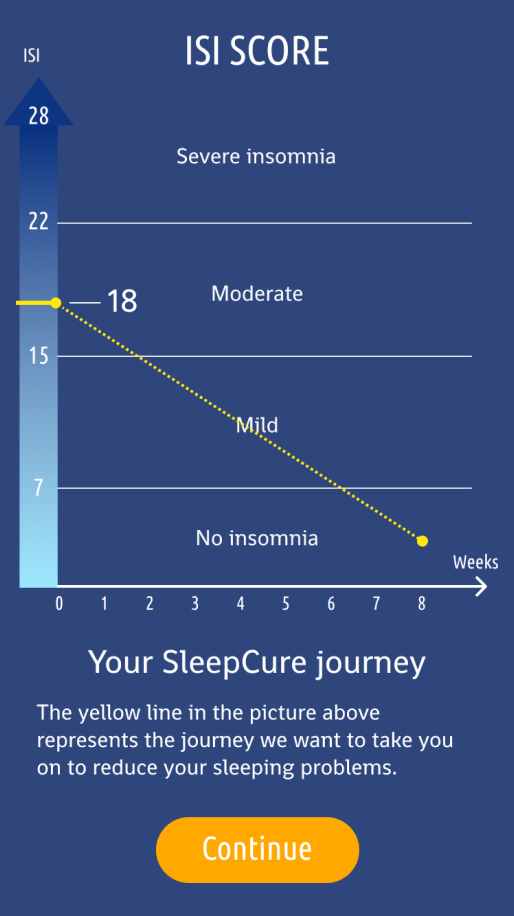 ISI SCORE
ISI
28
Severe insomnia
22
Moderate
18
15
Mild
7
No insomnia
Weeks
0 1 2 3 4 5 6 7 8
Your SleepCure journey
The yellow line in the picture above
represents the journey we want to take you
on to reduce your sleeping problems.
Continue